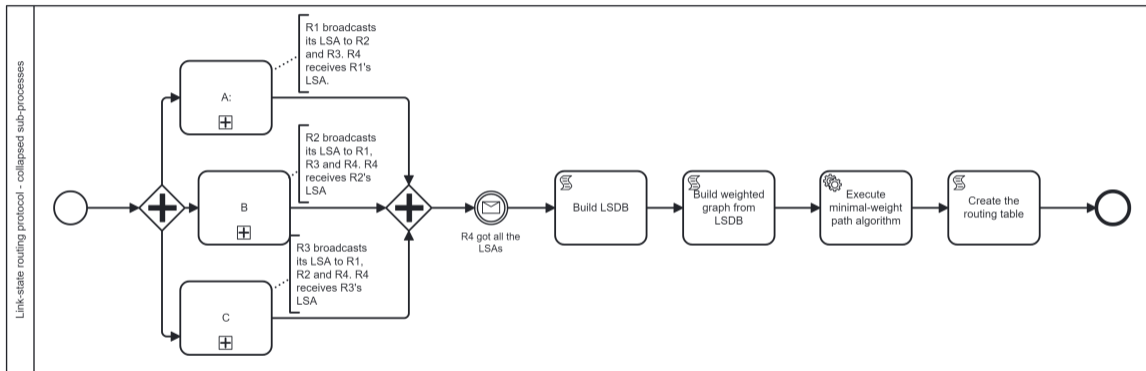 Link-state routing protocol - collapsed sub-processes
R1 broadcasts
its LSA to R2
and R3. R4
receives R1's
LSA.
A:
R2 broadcasts
its LSA to R1,
R3 and R4. R4
receives R2's
LSA
B
R3 broadcasts
its LSA to R1,
R2 and R4. R4
receives R3's
LSA
C
R4 got all the
LSAs
Build LSDB
Build weighted
graph from
LSDB
Execute
minimal-weight
path algorithm
Create the
routing table